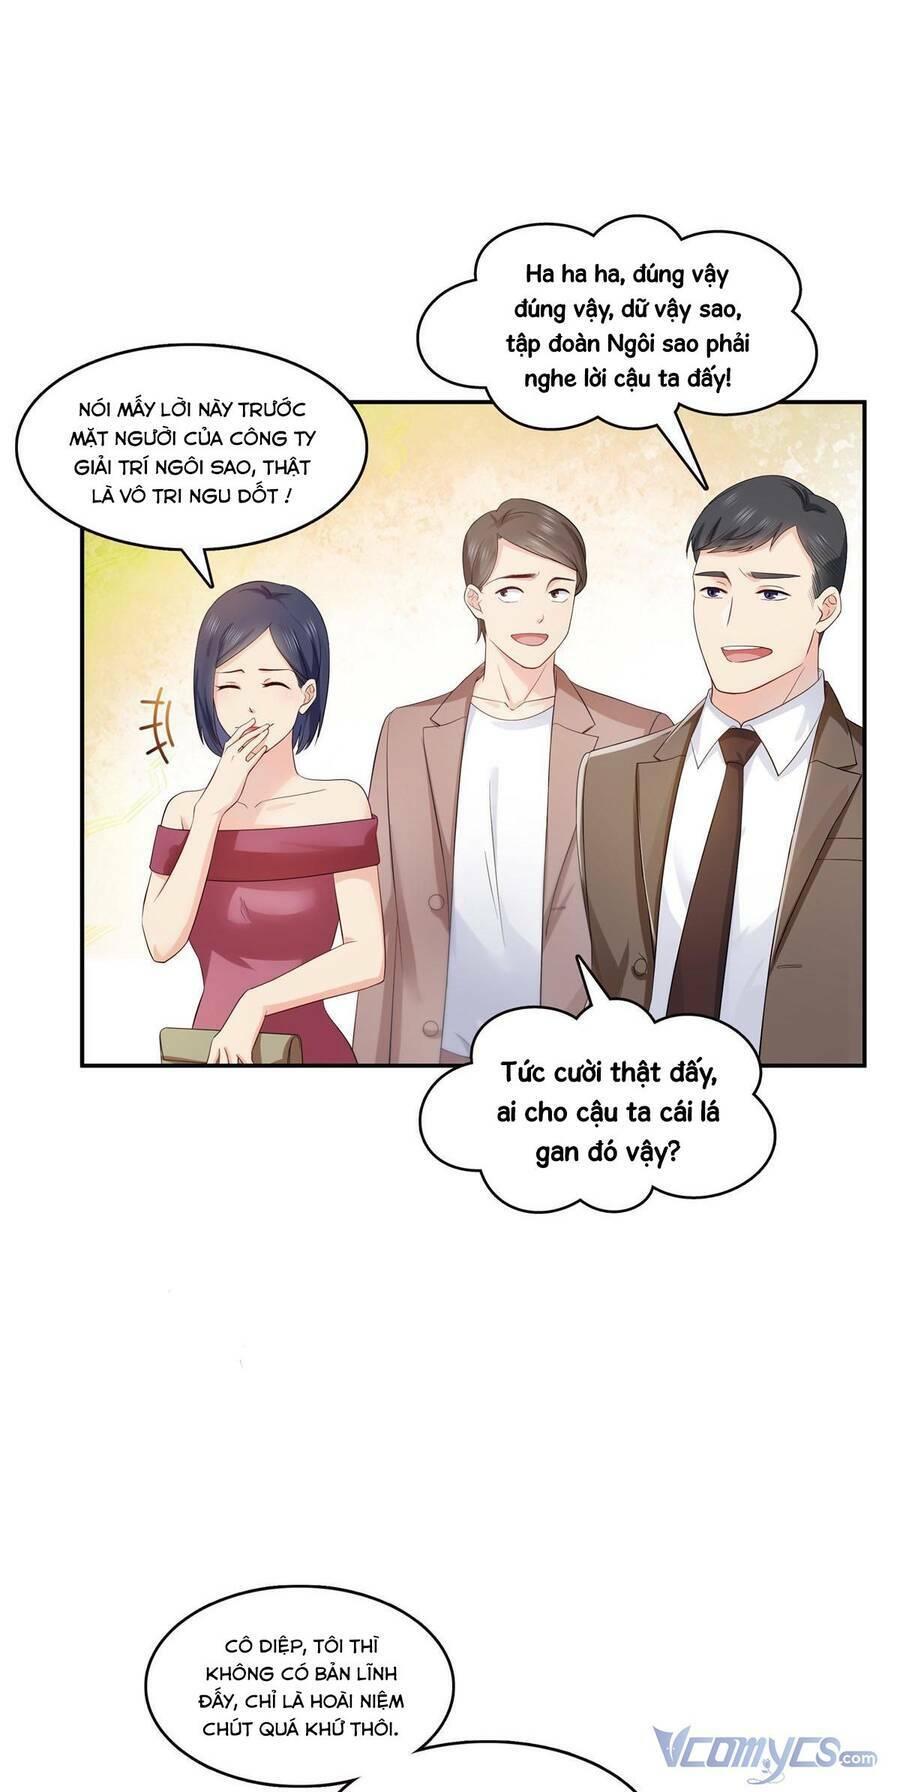 Ha ha ha, đúng vậy
đúng vậy, dữ vậy sao,
tập đoàn Ngôi sao phải
nghe lời cậu ta đấy!
NÓI MẤY LỜI NÀY TRƯỚC
MẶT NGƯỜI CỦA CÔNG TY
GIẢI TRÍ NGÔI SAO, THẬT
LÀ VÔ TRI NGU DỐT !
Tức cười thật đấy,
ai cho cậu ta cái lá
gan đó vậy?
CÔ DIỆP, TÔI THÌ
KHÔNG CÓ BẢN LĨNH
ĐẤY, CHỈ LÀ HOÀI NIỆM
CHÚT QUÁ KHỨ THÔI.
VCOMYCS.com